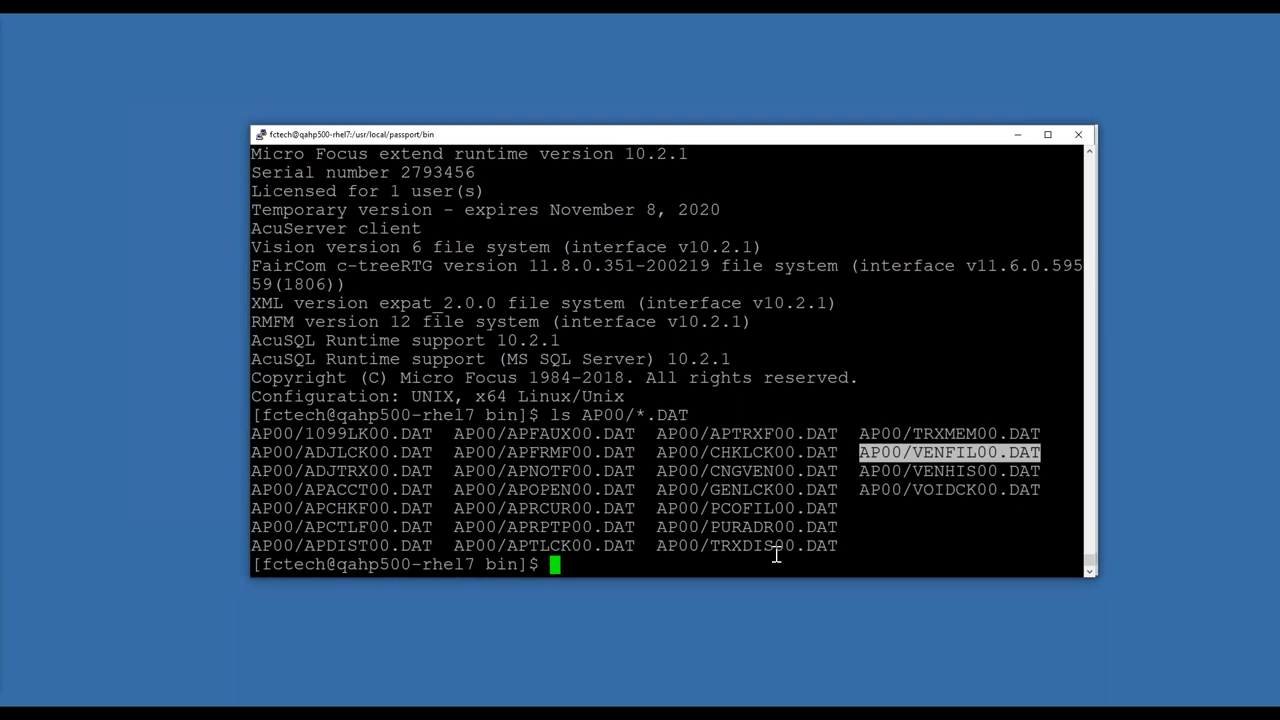 fctech@qahp500-rhel7:/usr/local/passport/bin
Micro Focus extend runtime version 10.2.1
Serial number 2793456
Licensed for 1 user(s)
Temporary version - expires November 8, 2020
AcuServer client
Vision version 6 file system (interface v10.2.1)
FairCom c-treeRTG version 11.8.0.351-200219 file system (interface v11.6.0.595
59(1806))
XML version expat_2.0.0 file system (interface v10.2.1)
RMFM version 12 file system (interface v10.2.1)
AcuSQL Runtime support 10.2.1
AcuSQL Runtime support (MS SQL Server) 10.2.1
Copyright (C) Micro Focus 1984-2018. All rights reserved.
Configuration: UNIX, x64 Linux/Unix
[fctech@qahp500-rhel7 bin]$ ls AP00/*.DAT
AP00/1099LK00.DAT  AP00/APFAUX00.DAT  AP00/APTRXF00.DAT  AP00/TRXMEM00.DAT
AP00/ADJLCK00.DAT  AP00/APFRMF00.DAT  AP00/CHKLCK00.DAT  AP00/VENFIL00.DAT
AP00/ADJTRX00.DAT  AP00/APNOTF00.DAT  AP00/CNGVEN00.DAT  AP00/VENHIS00.DAT
AP00/APACCT00.DAT  AP00/APOPEN00.DAT  AP00/GENLCK00.DAT  AP00/VOIDCK00.DAT
AP00/APCHKF00.DAT  AP00/APRCUR00.DAT  AP00/PCOFIL00.DAT
AP00/APCTLF00.DAT  AP00/APRPTP00.DAT  AP00/PURADR00.DAT
AP00/APDIST00.DAT  AP00/APTLCK00.DAT  AP00/TRXDIS00.DAT
[fctech@qahp500-rhel7 bin]$